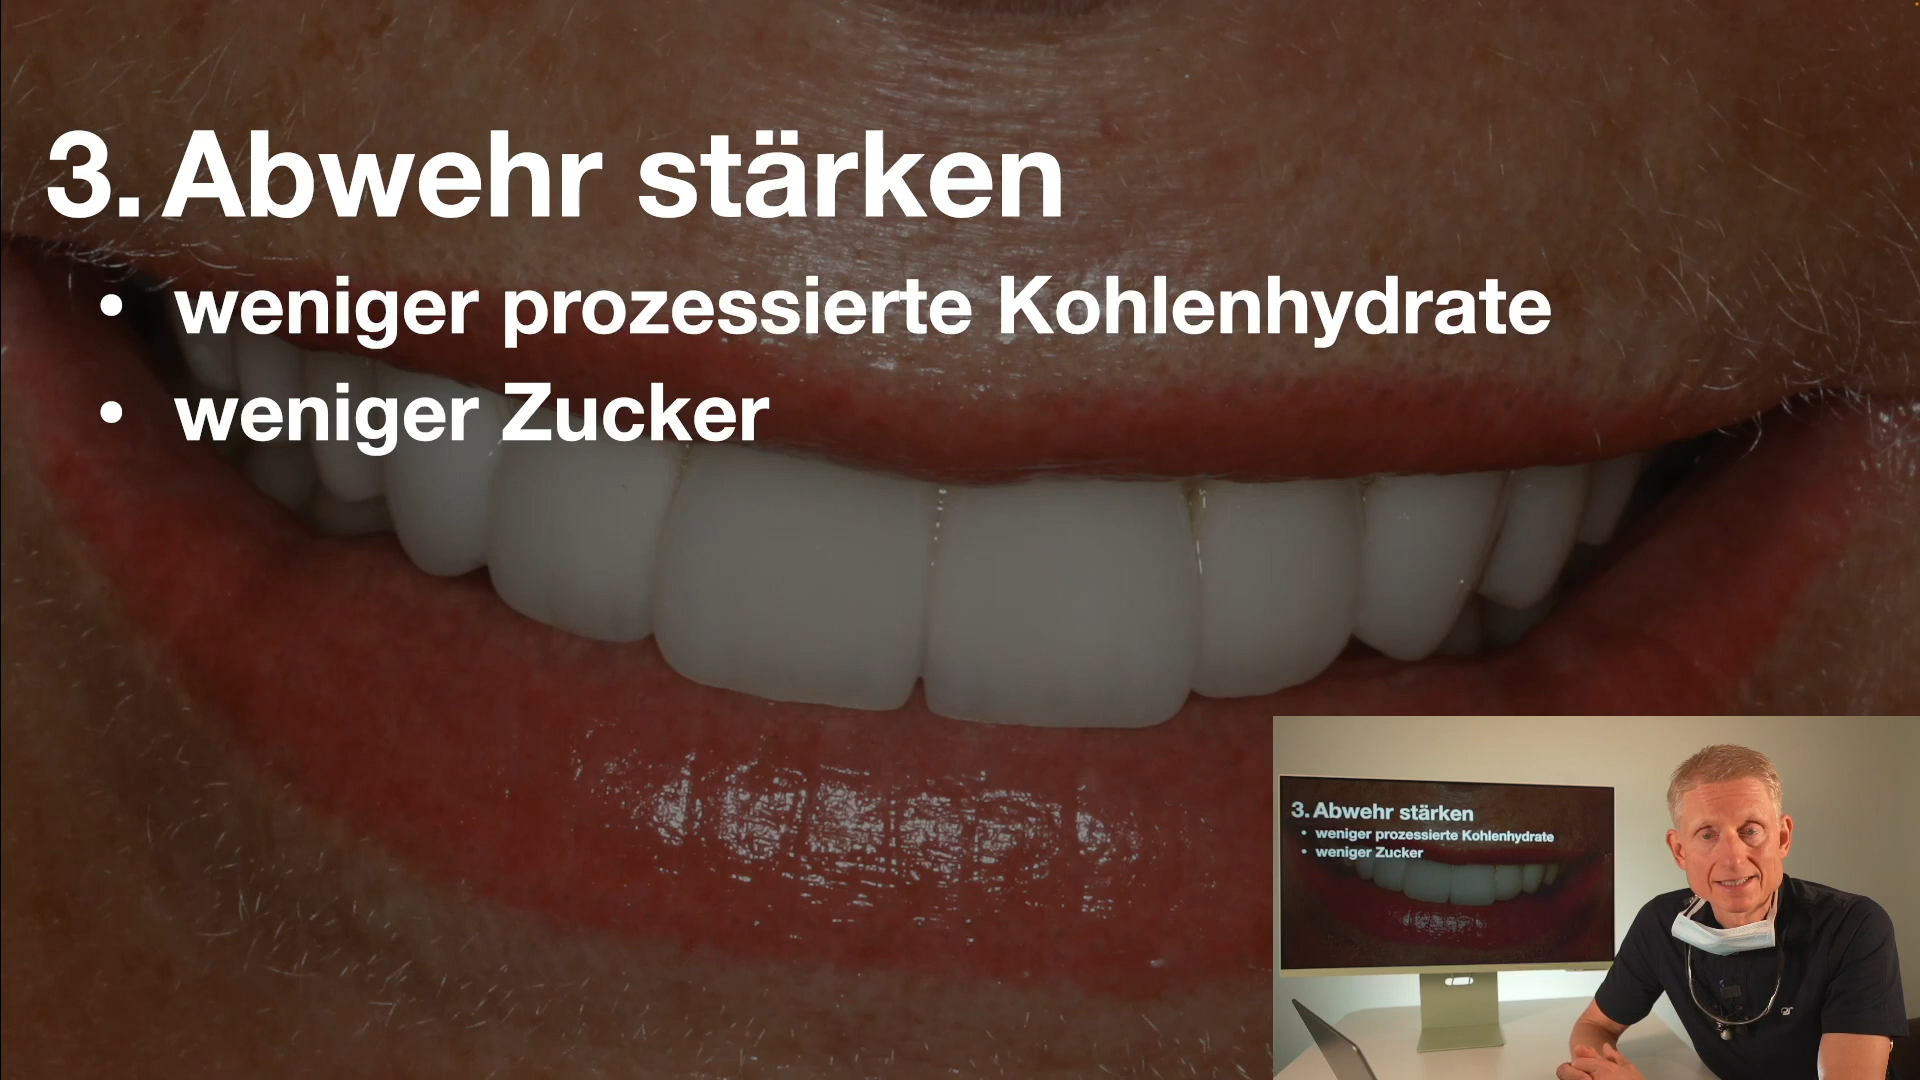 3. Abwehr stärken
• weniger prozessierte Kohlenhydrate
• weniger Zucker
3. Abwehr stärken
• weniger prozessierte Kohlenhydrate
• weniger Zucker